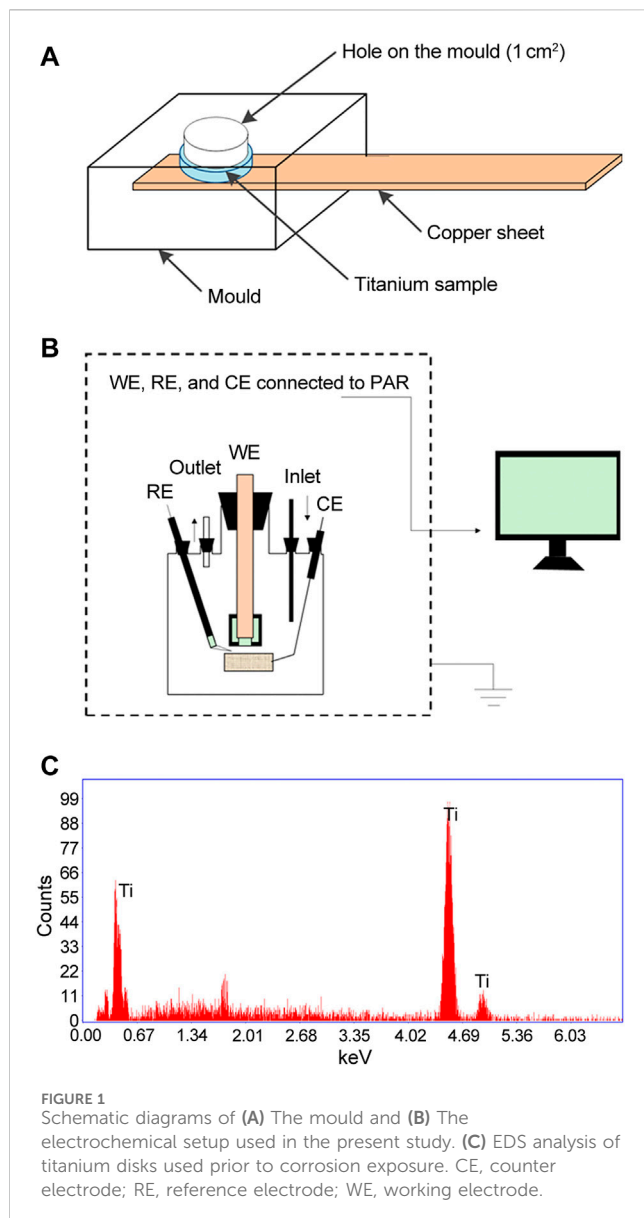 A
Hole on the mould (1 cm²)
Copper sheet
Titanium sample
Mould
B
WE, RE, and CE connected to PAR
WE
Outlet
Inlet
RE
CE
C
99
88
77
66
55
44
33
22
11
0
Counts
Ti
Ti
Ti
0.00 0.67 1.34 2.01 2.68 3.35 4.02 4.69 5.36 6.03
keV
FIGURE 1
Schematic diagrams of (A) The mould and (B) The
electrochemical setup used in the present study. (C) EDS analysis of
titanium disks used prior to corrosion exposure. CE, counter
electrode; RE, reference electrode; WE, working electrode.